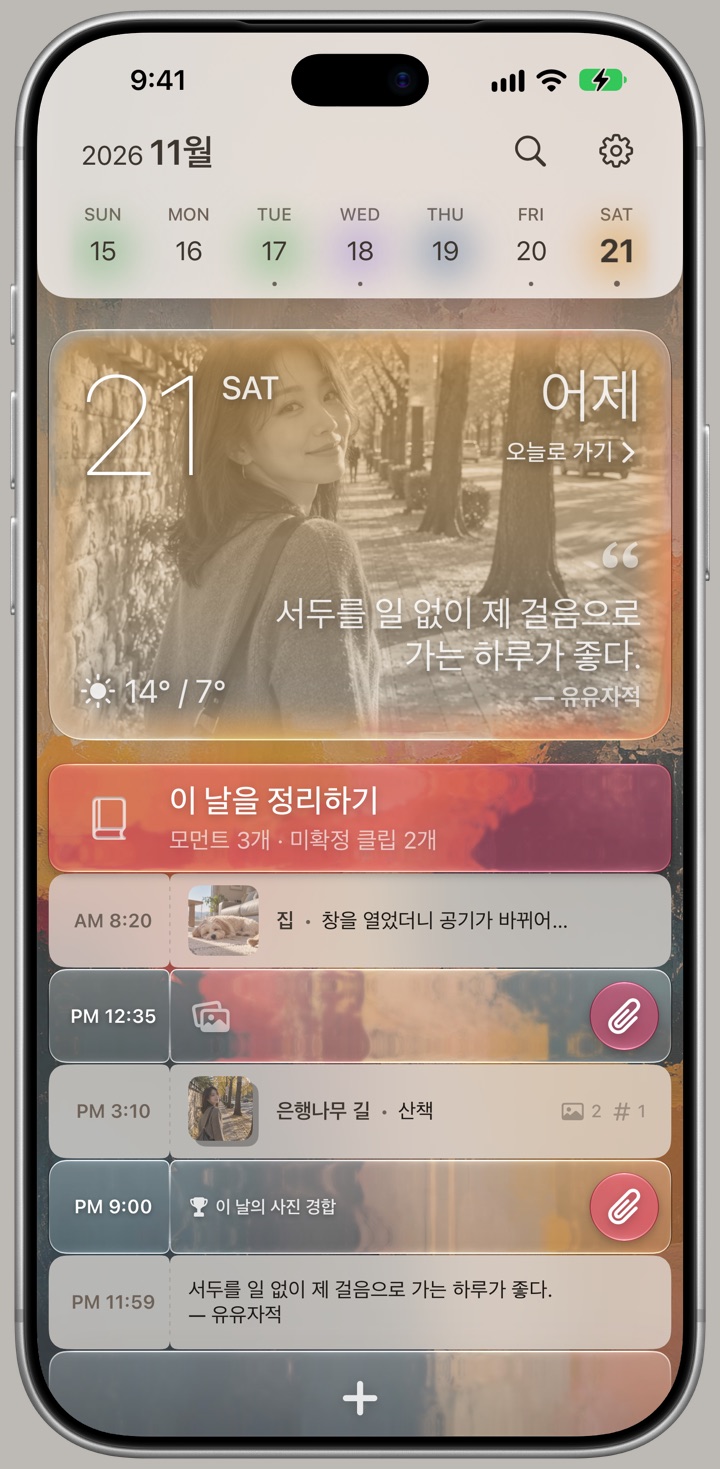 9:41
2026 11월
SUN MON TUE WED THU FRI SAT
15 16 17 18 19 20 21
21 SAT
어제
오늘로 가기
“
서두를 일 없이 제 걸음으로
가는 하루가 좋다.
— 유유자적
14° / 7°
이 날을 정리하기
모먼트 3개 · 미확정 클립 2개
AM 8:20 집 · 창을 열었더니 공기가 바뀌어...
PM 12:35
PM 3:10 은행나무 길 · 산책 2 # 1
PM 9:00 이 날의 사진 경합
PM 11:59 서두를 일 없이 제 걸음으로 가는 하루가 좋다.
— 유유자적
+